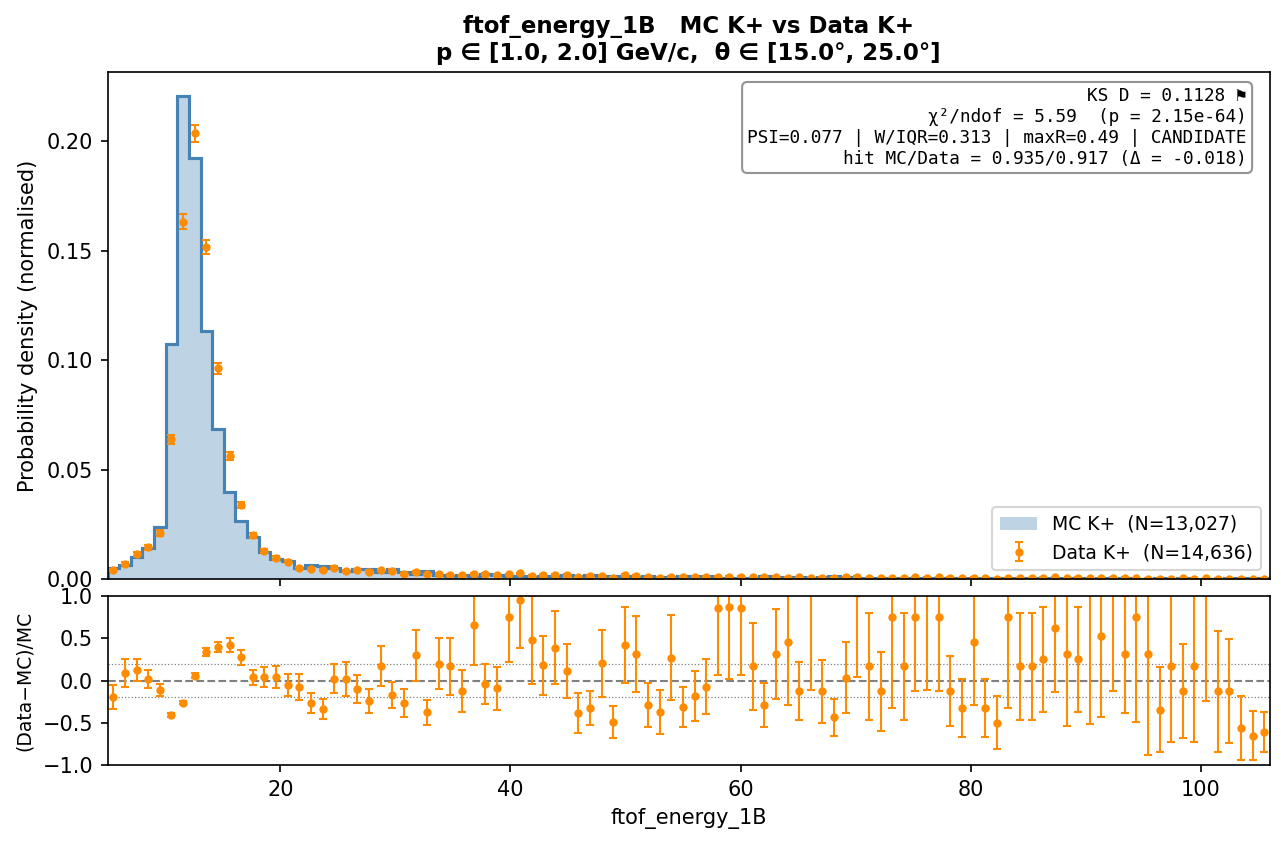 ftof_energy_1B   MC K+ vs Data K+
p ∈ [1.0, 2.0] GeV/c,  θ ∈ [15.0°, 25.0°]
KS D = 0.1128 ⚑
χ²/ndof = 5.59  (p = 2.15e-64)
PSI=0.077 | W/IQR=0.313 | maxR=0.49 | CANDIDATE
hit MC/Data = 0.935/0.917 (Δ = -0.018)
Probability density (normalised)
0.20
0.15
0.10
0.05
0.00
MC K+  (N=13,027)
Data K+  (N=14,636)
(Data−MC)/MC
1.0
0.5
0.0
−0.5
−1.0
20
40
60
80
100
ftof_energy_1B